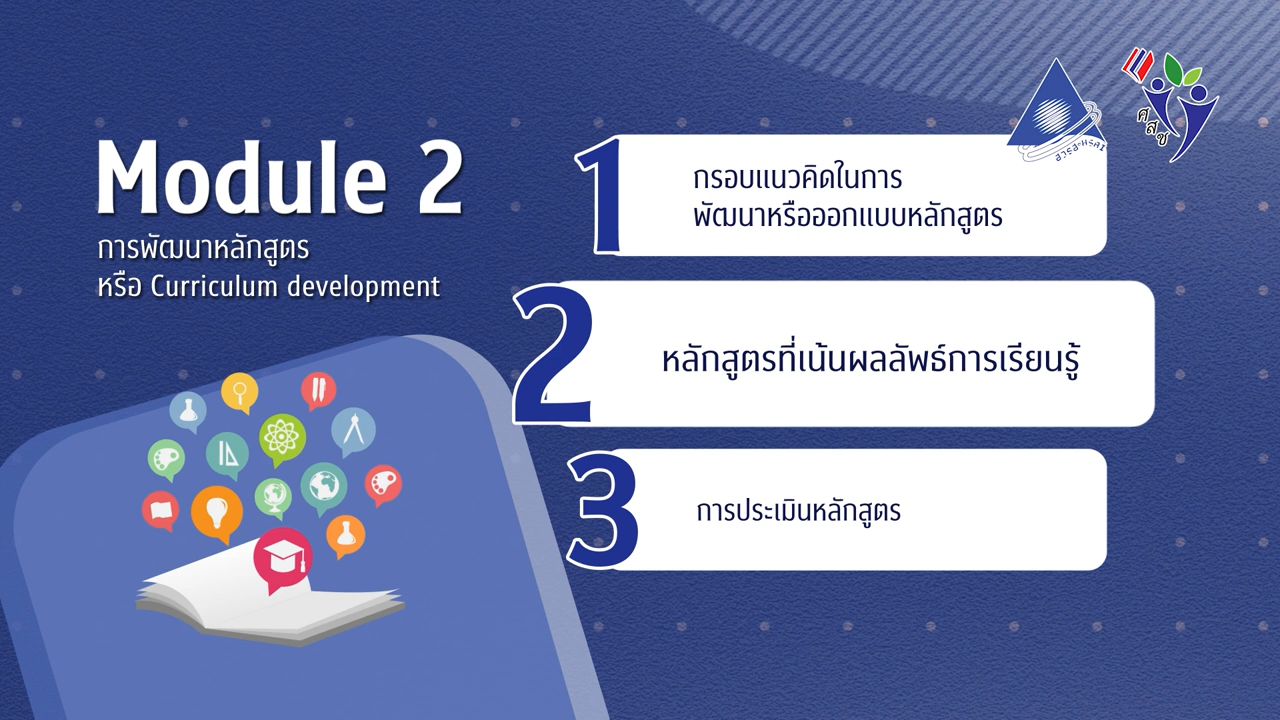 Module 2
การพัฒนาหลักสูตร
หรือ Curriculum development
1
กรอบแนวคิดในการ
พัฒนาหรือออกแบบหลักสูตร
2
หลักสูตรที่เน้นผลลัพธ์การเรียนรู้
3
การประเมินหลักสูตร
ศสช